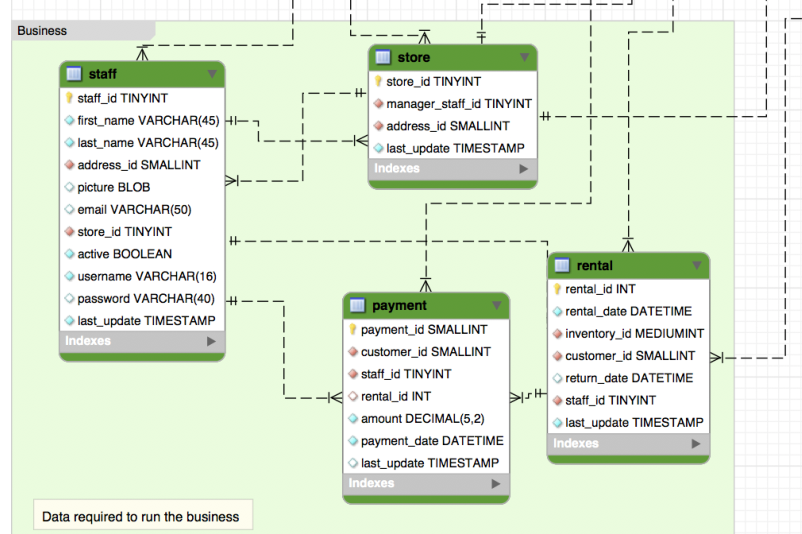 Business
staff
staff_id TINYINT
first_name VARCHAR(45)
last_name VARCHAR(45)
address_id SMALLINT
picture BLOB
email VARCHAR(50)
store_id TINYINT
active BOOLEAN
username VARCHAR(16)
password VARCHAR(40)
last_update TIMESTAMP
Indexes
store
store_id TINYINT
manager_staff_id TINYINT
address_id SMALLINT
last_update TIMESTAMP
Indexes
payment
payment_id SMALLINT
customer_id SMALLINT
staff_id TINYINT
rental_id INT
amount DECIMAL(5,2)
payment_date DATETIME
last_update TIMESTAMP
Indexes
rental
rental_id INT
rental_date DATETIME
inventory_id MEDIUMINT
customer_id SMALLINT
return_date DATETIME
staff_id TINYINT
last_update TIMESTAMP
Indexes
Data required to run the business